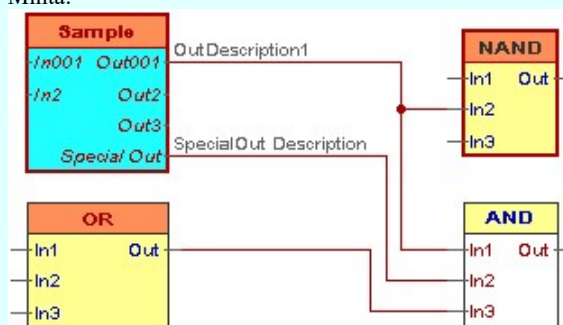 Minta:
Sample
In001 Out001
In2 Out2
Out3
Special Out
OutDescription1
SpecialOut Description
NAND
In1 Out
In2
In3
OR
In1 Out
In2
In3
AND
In1 Out
In2
In3